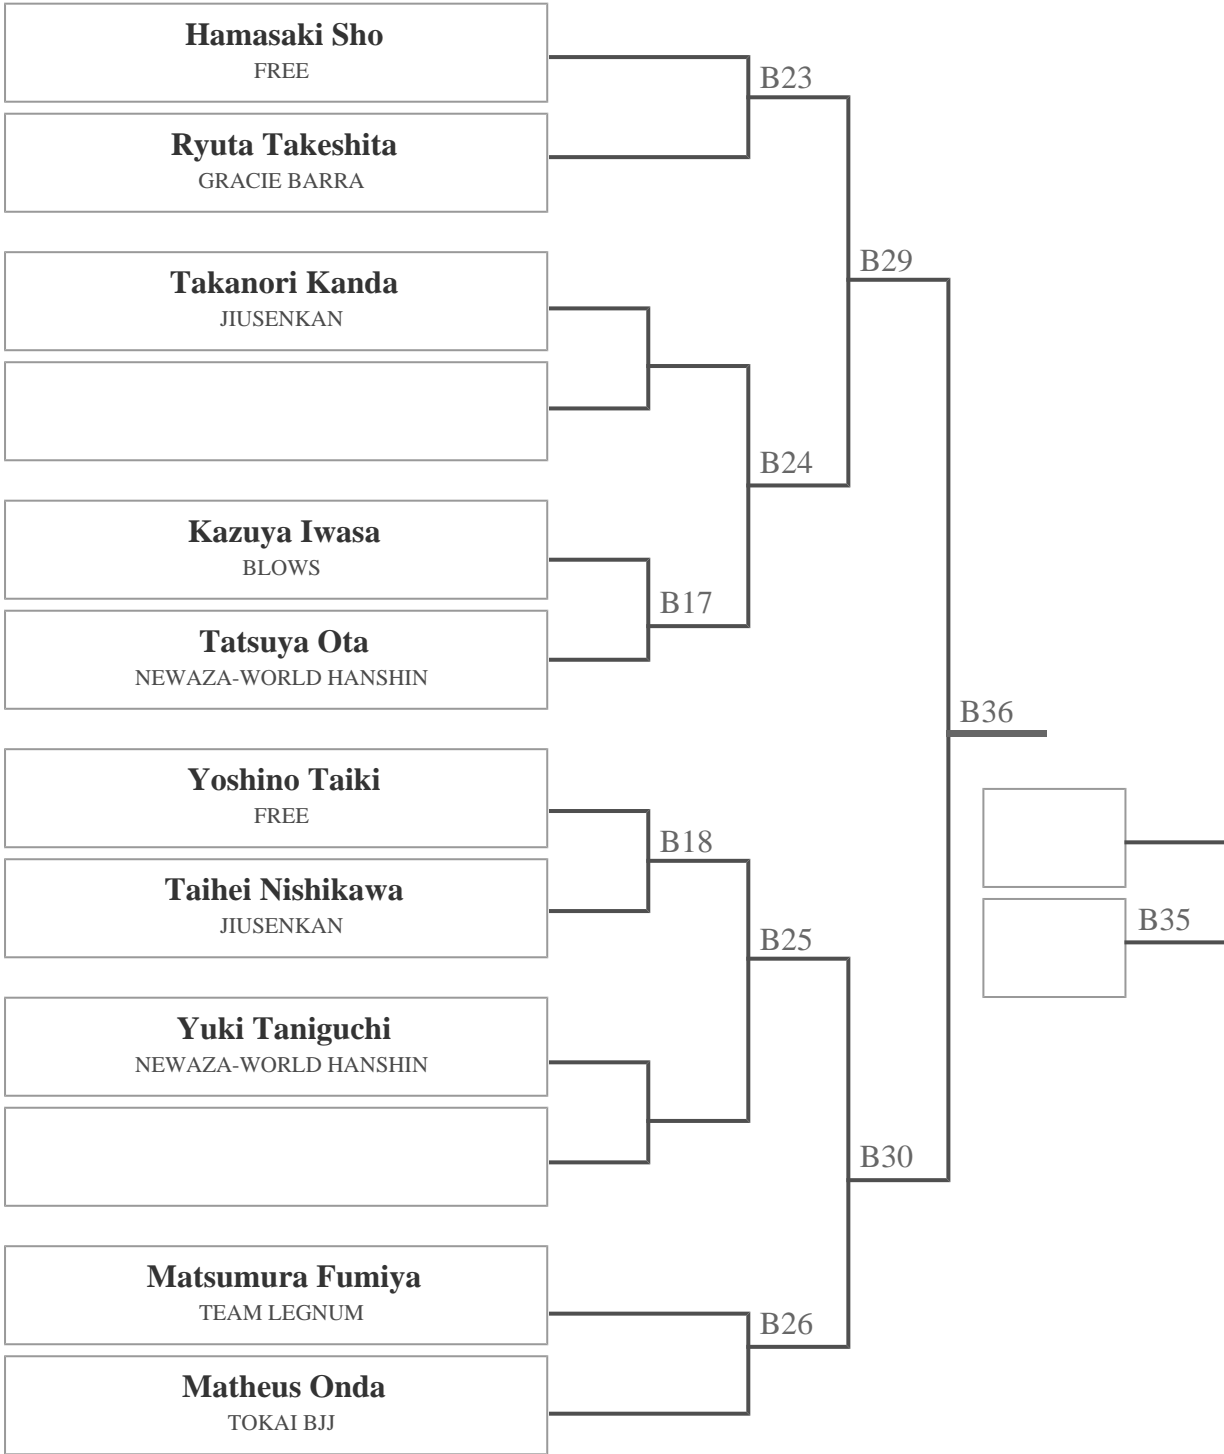 Hamasaki Sho
FREE
B23
Ryuta Takeshita
GRACIE BARRA
B29
Takanori Kanda
JIUSENKAN
B24
Kazuya Iwasa
BLOWS
B17
Tatsuya Ota
NEWAZA-WORLD HANSHIN
B36
Yoshino Taiki
FREE
B18
Taihei Nishikawa
JIUSENKAN
B35
B25
Yuki Taniguchi
NEWAZA-WORLD HANSHIN
B30
Matsumura Fumiya
TEAM LEGNUM
B26
Matheus Onda
TOKAI BJJ